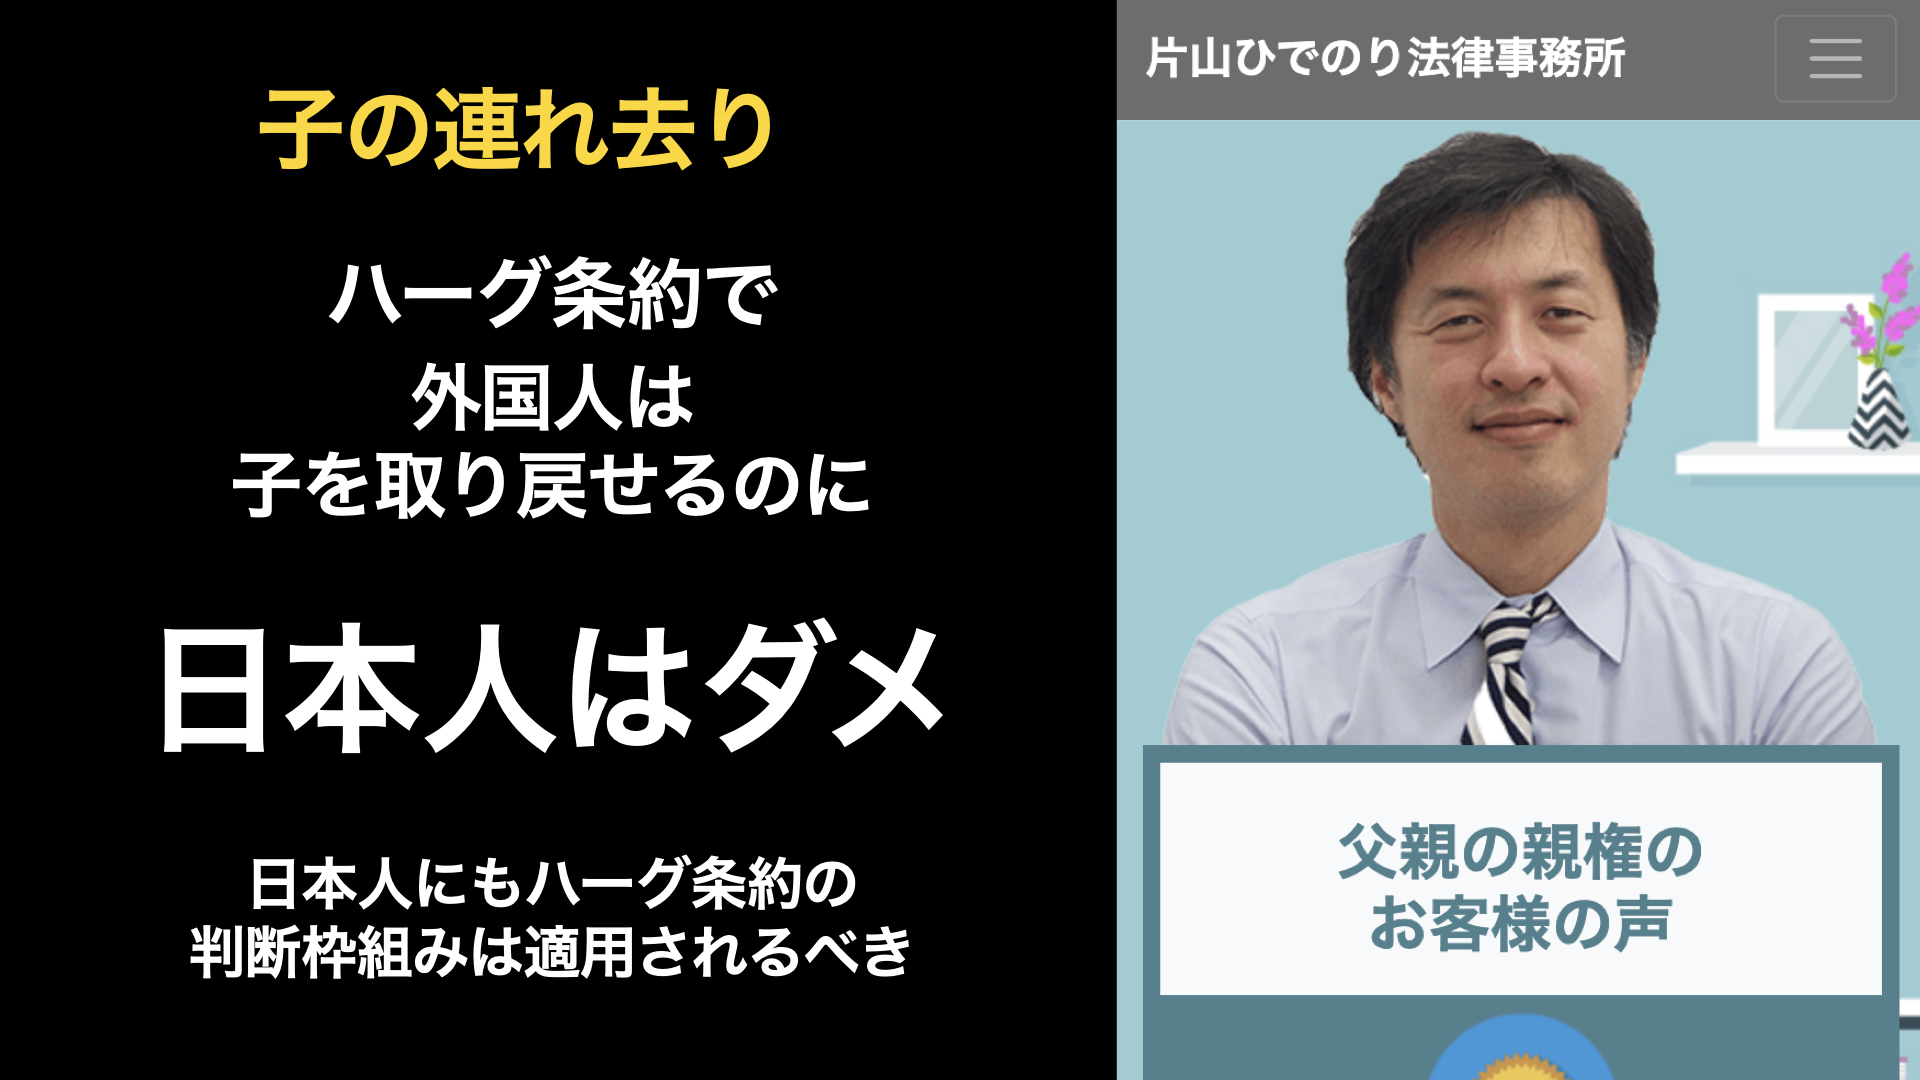 子の連れ去り
ハーグ条約で
外国人は
子を取り戻せるのに
日本人はダメ
日本人にもハーグ条約の
判断枠組みは適用されるべき
片山ひでのり法律事務所
父親の親権の
お客様の声